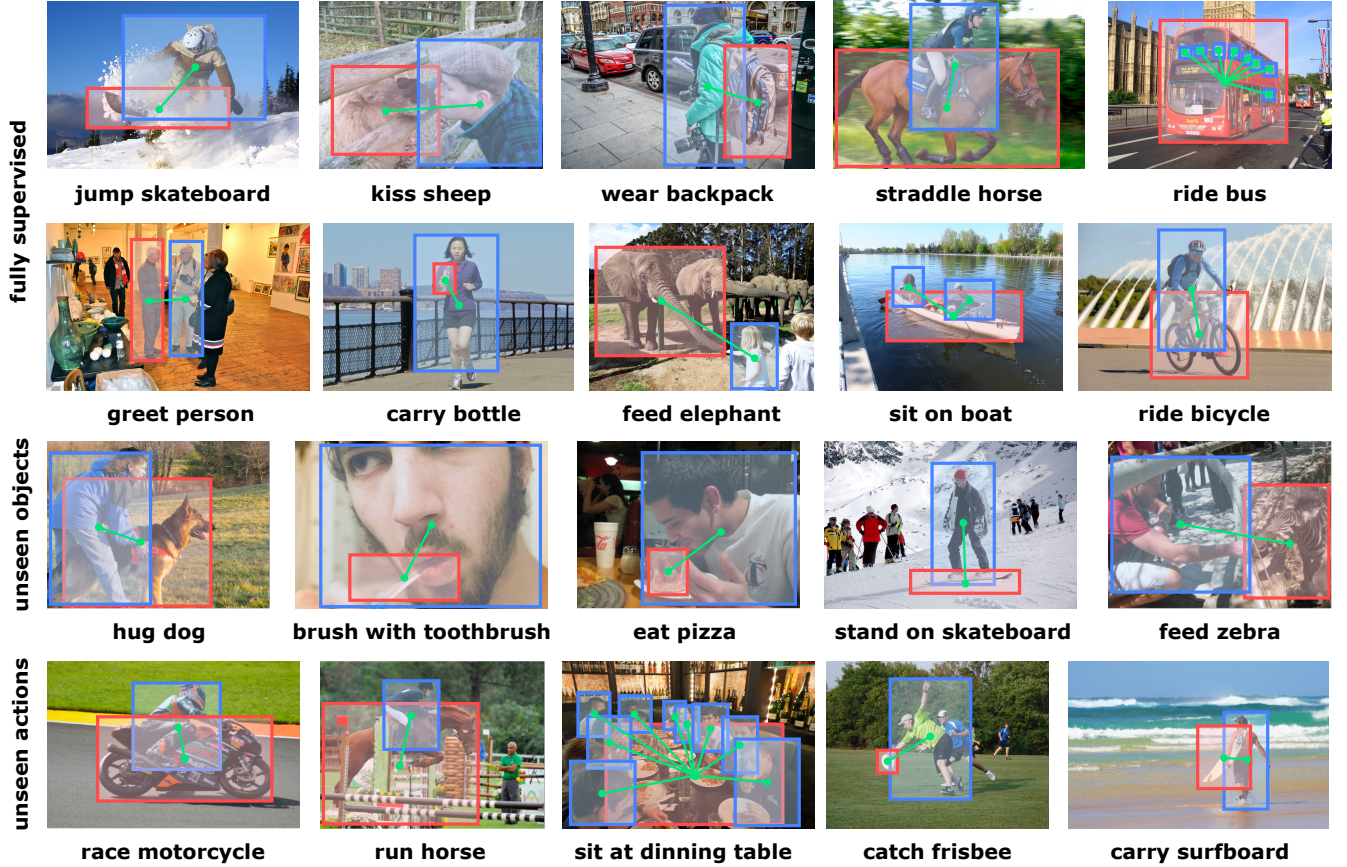 fully supervised
jump skateboard
kiss sheep
wear backpack
straddle horse
ride bus
greet person
carry bottle
feed elephant
sit on boat
ride bicycle
unseen objects
hug dog
brush with toothbrush
eat pizza
stand on skateboard
feed zebra
unseen actions
race motorcycle
run horse
sit at dinning table
catch frisbee
carry surfboard